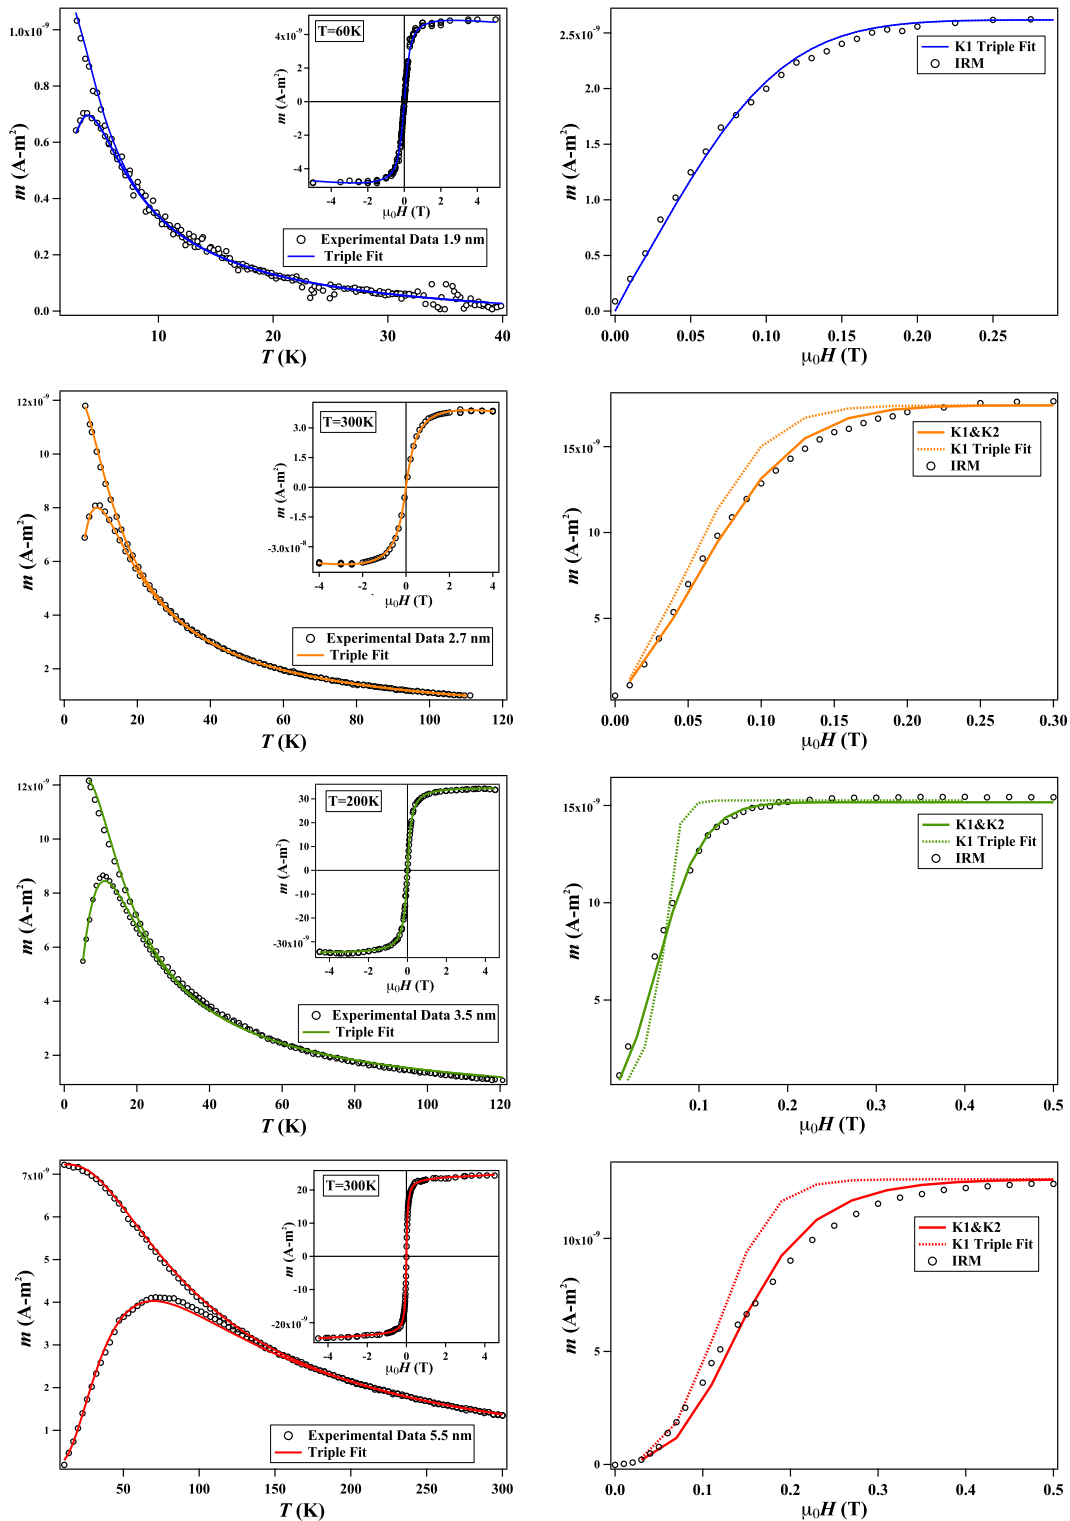 1.0x10⁻⁹
0.8
0.6
0.4
0.2
0.0
m (A-m²)
10
20
30
40
T (K)
T=60K
4x10⁻⁹
2
0
-2
-4
m (A-m²)
-4
-2
0
2
4
μ₀H (T)
Experimental Data 1.9 nm
Triple Fit
2.5x10⁻⁹
2.0
1.5
1.0
0.5
0.0
m (A-m²)
0.00
0.05
0.10
0.15
0.20
0.25
μ₀H (T)
K1 Triple Fit
IRM
12x10⁻⁹
10
8
6
4
2
m (A-m²)
0
20
40
60
80
100
120
T (K)
T=300K
3.0
1.5
0.0
-1.5
-3.0x10⁻⁸
m (A-m²)
-4
-2
0
2
4
μ₀H (T)
Experimental Data 2.7 nm
Triple Fit
15x10⁻⁹
10
5
m (A-m²)
0.00
0.05
0.10
0.15
0.20
0.25
0.30
μ₀H (T)
K1&K2
K1 Triple Fit
IRM
12x10⁻⁹
10
8
6
4
2
m (A-m²)
0
20
40
60
80
100
120
T (K)
T=200K
30
20
10
0
-10
-20
-30x10⁻⁹
m (A-m²)
-4
-2
0
2
4
μ₀H (T)
Experimental Data 3.5 nm
Triple Fit
15x10⁻⁹
10
5
m (A-m²)
0.1
0.2
0.3
0.4
0.5
μ₀H (T)
K1&K2
K1 Triple Fit
IRM
7x10⁻⁹
6
5
4
3
2
1
m (A-m²)
50
100
150
200
250
300
T (K)
T=300K
20
10
0
-10
-20x10⁻⁹
m (A-m²)
-4
-2
0
2
4
μ₀H (T)
Experimental Data 5.5 nm
Triple Fit
10x10⁻⁹
5
0
m (A-m²)
0.0
0.1
0.2
0.3
0.4
0.5
μ₀H (T)
K1&K2
K1 Triple Fit
IRM